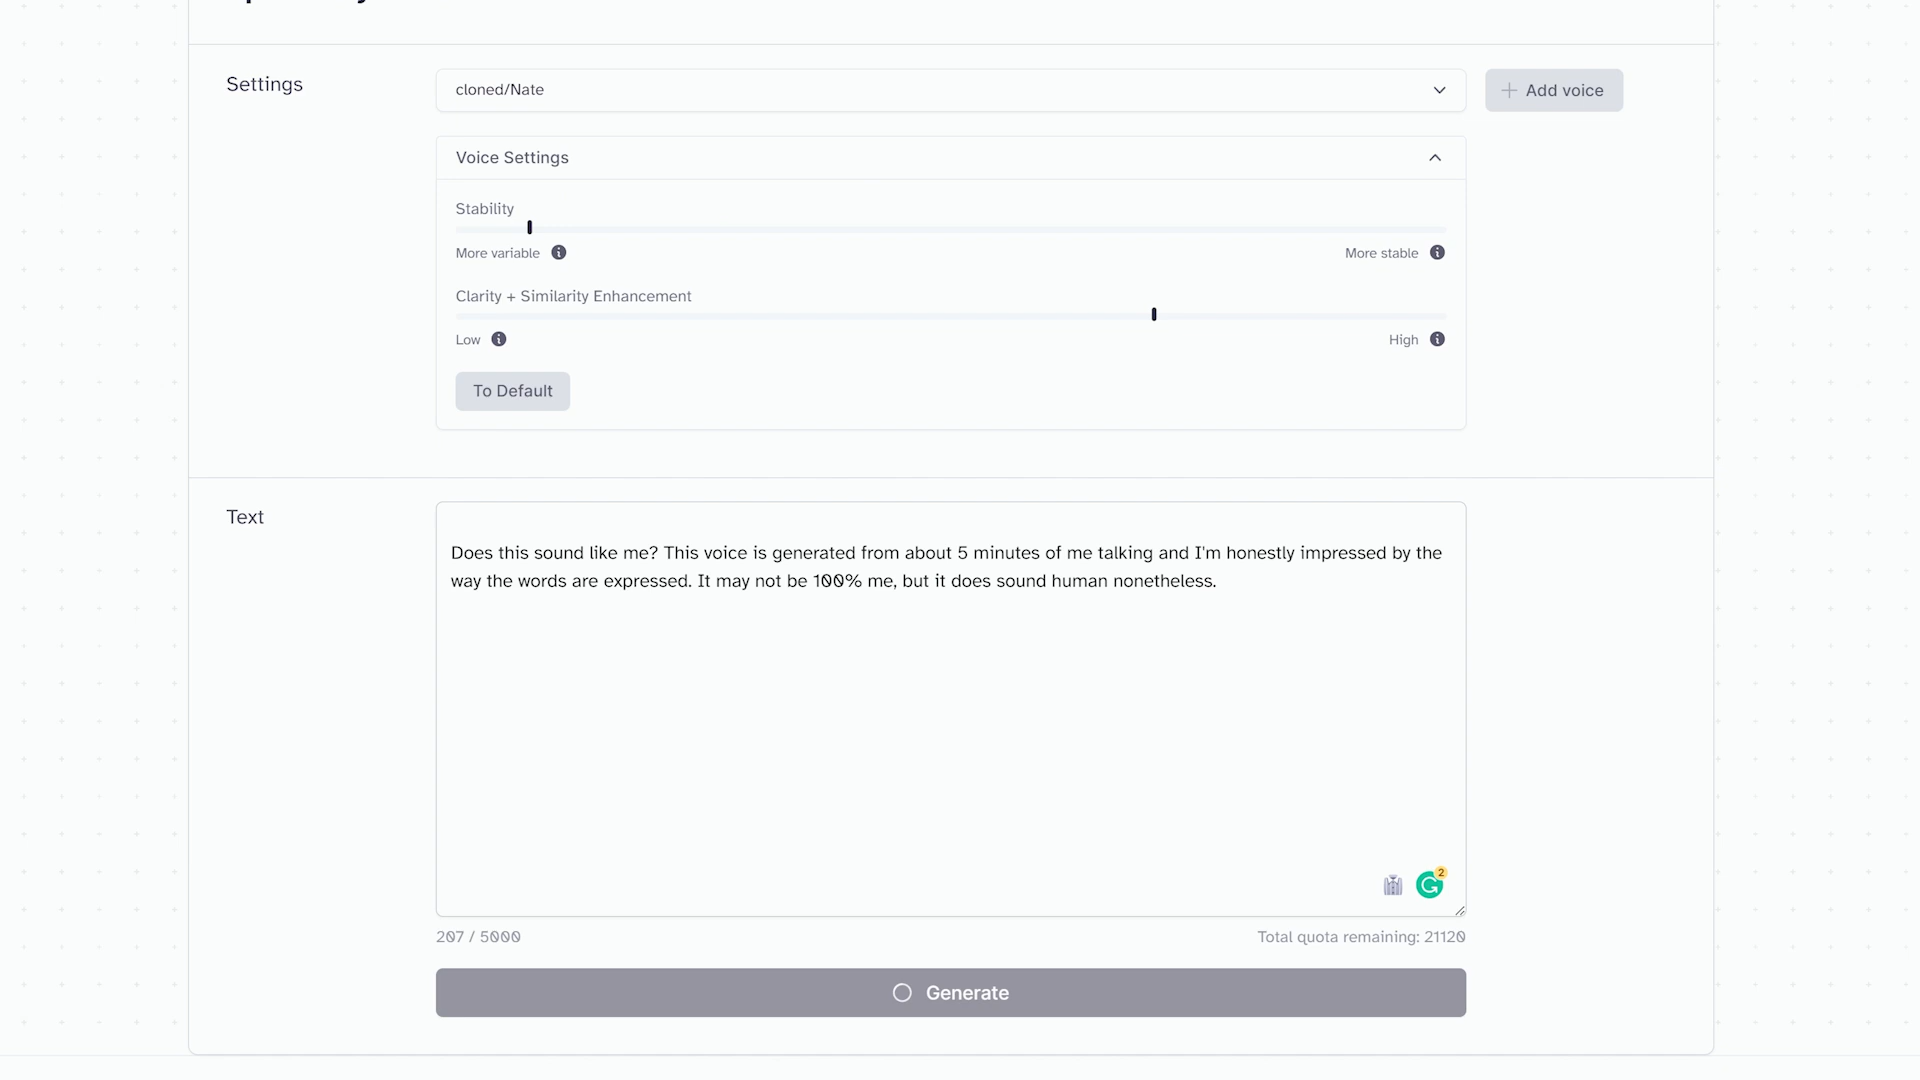 Settings
cloned/Nate
Add voice
Voice Settings
Stability
More variable
More stable
Clarity + Similarity Enhancement
Low
High
To Default
Text
Does this sound like me? This voice is generated from about 5 minutes of me talking and I'm honestly impressed by the
way the words are expressed. It may not be 100% me, but it does sound human nonetheless.
2
207 / 5000
Total quota remaining: 21120
Generate